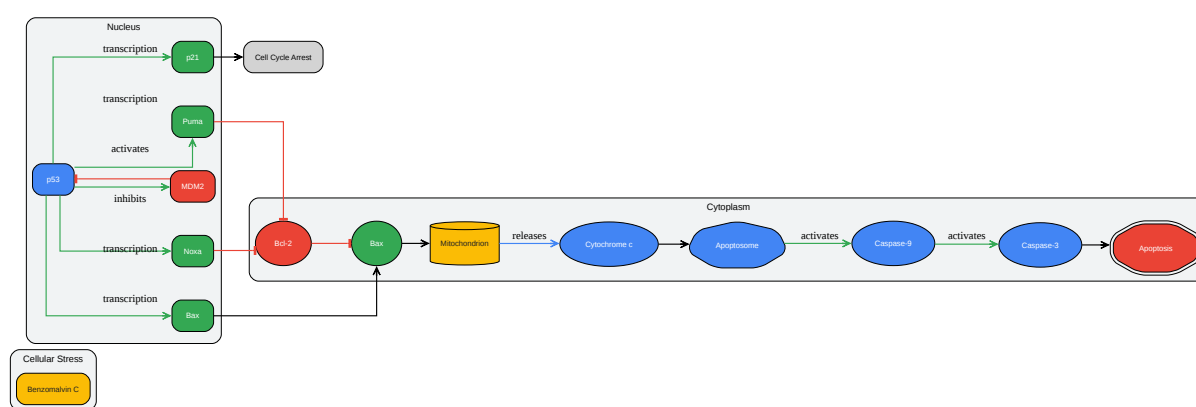 Nucleus
transcription
p21
Cell Cycle Arrest
transcription
Puma
activates
p53
MDM2
inhibits
Cytoplasm
transcription
Noxa
Bcl-2
Bax
Mitochondrion
releases
Cytochrome c
Apoptosome
activates
Caspase-9
activates
Caspase-3
Apoptosis
transcription
Bax
Cellular Stress
Benzomalvin C